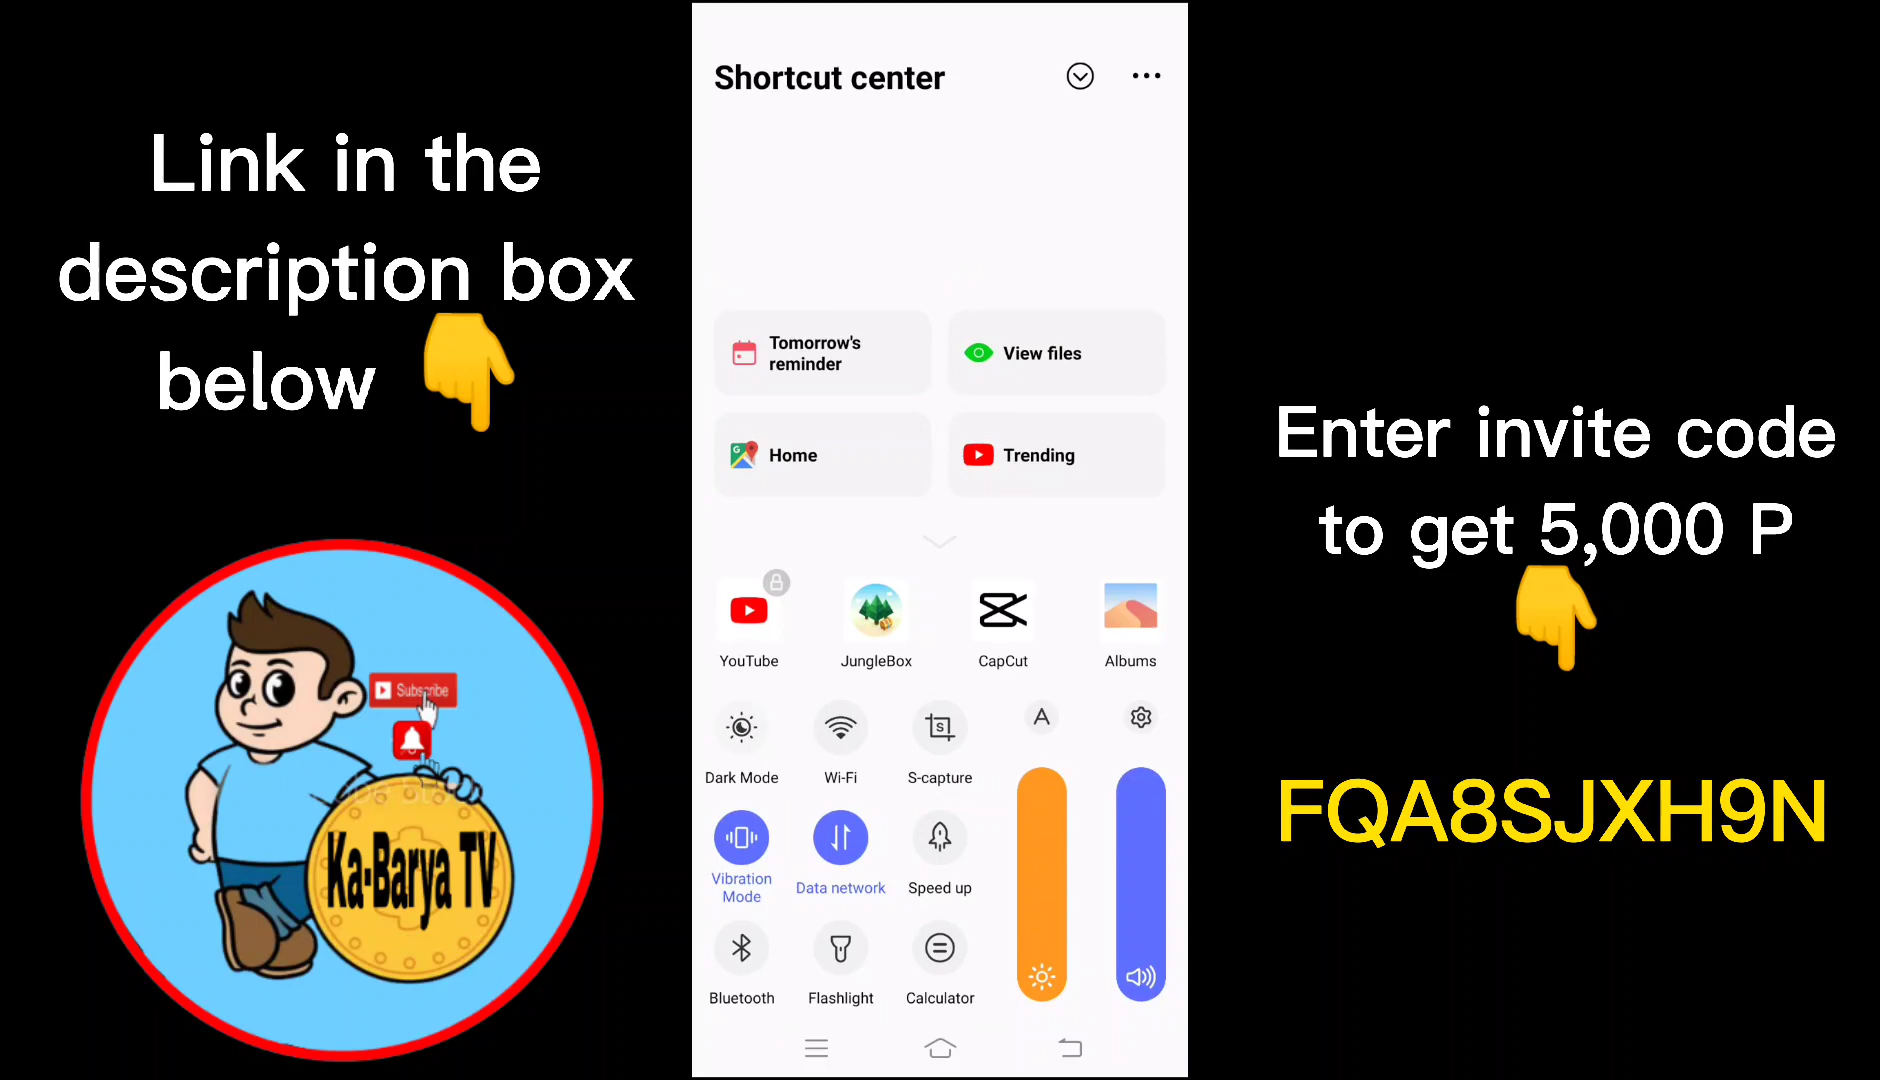 Link in the
description box
below
Subscribe
Ka-Barya TV
Shortcut center
Tomorrow's
reminder
View files
Home
Trending
YouTube
JungleBox
CapCut
Albums
Dark Mode
Wi-Fi
S-capture
A
Vibration
Mode
Data network
Speed up
Bluetooth
Flashlight
Calculator
Enter invite code
to get 5,000 P
FQA8SJXH9N